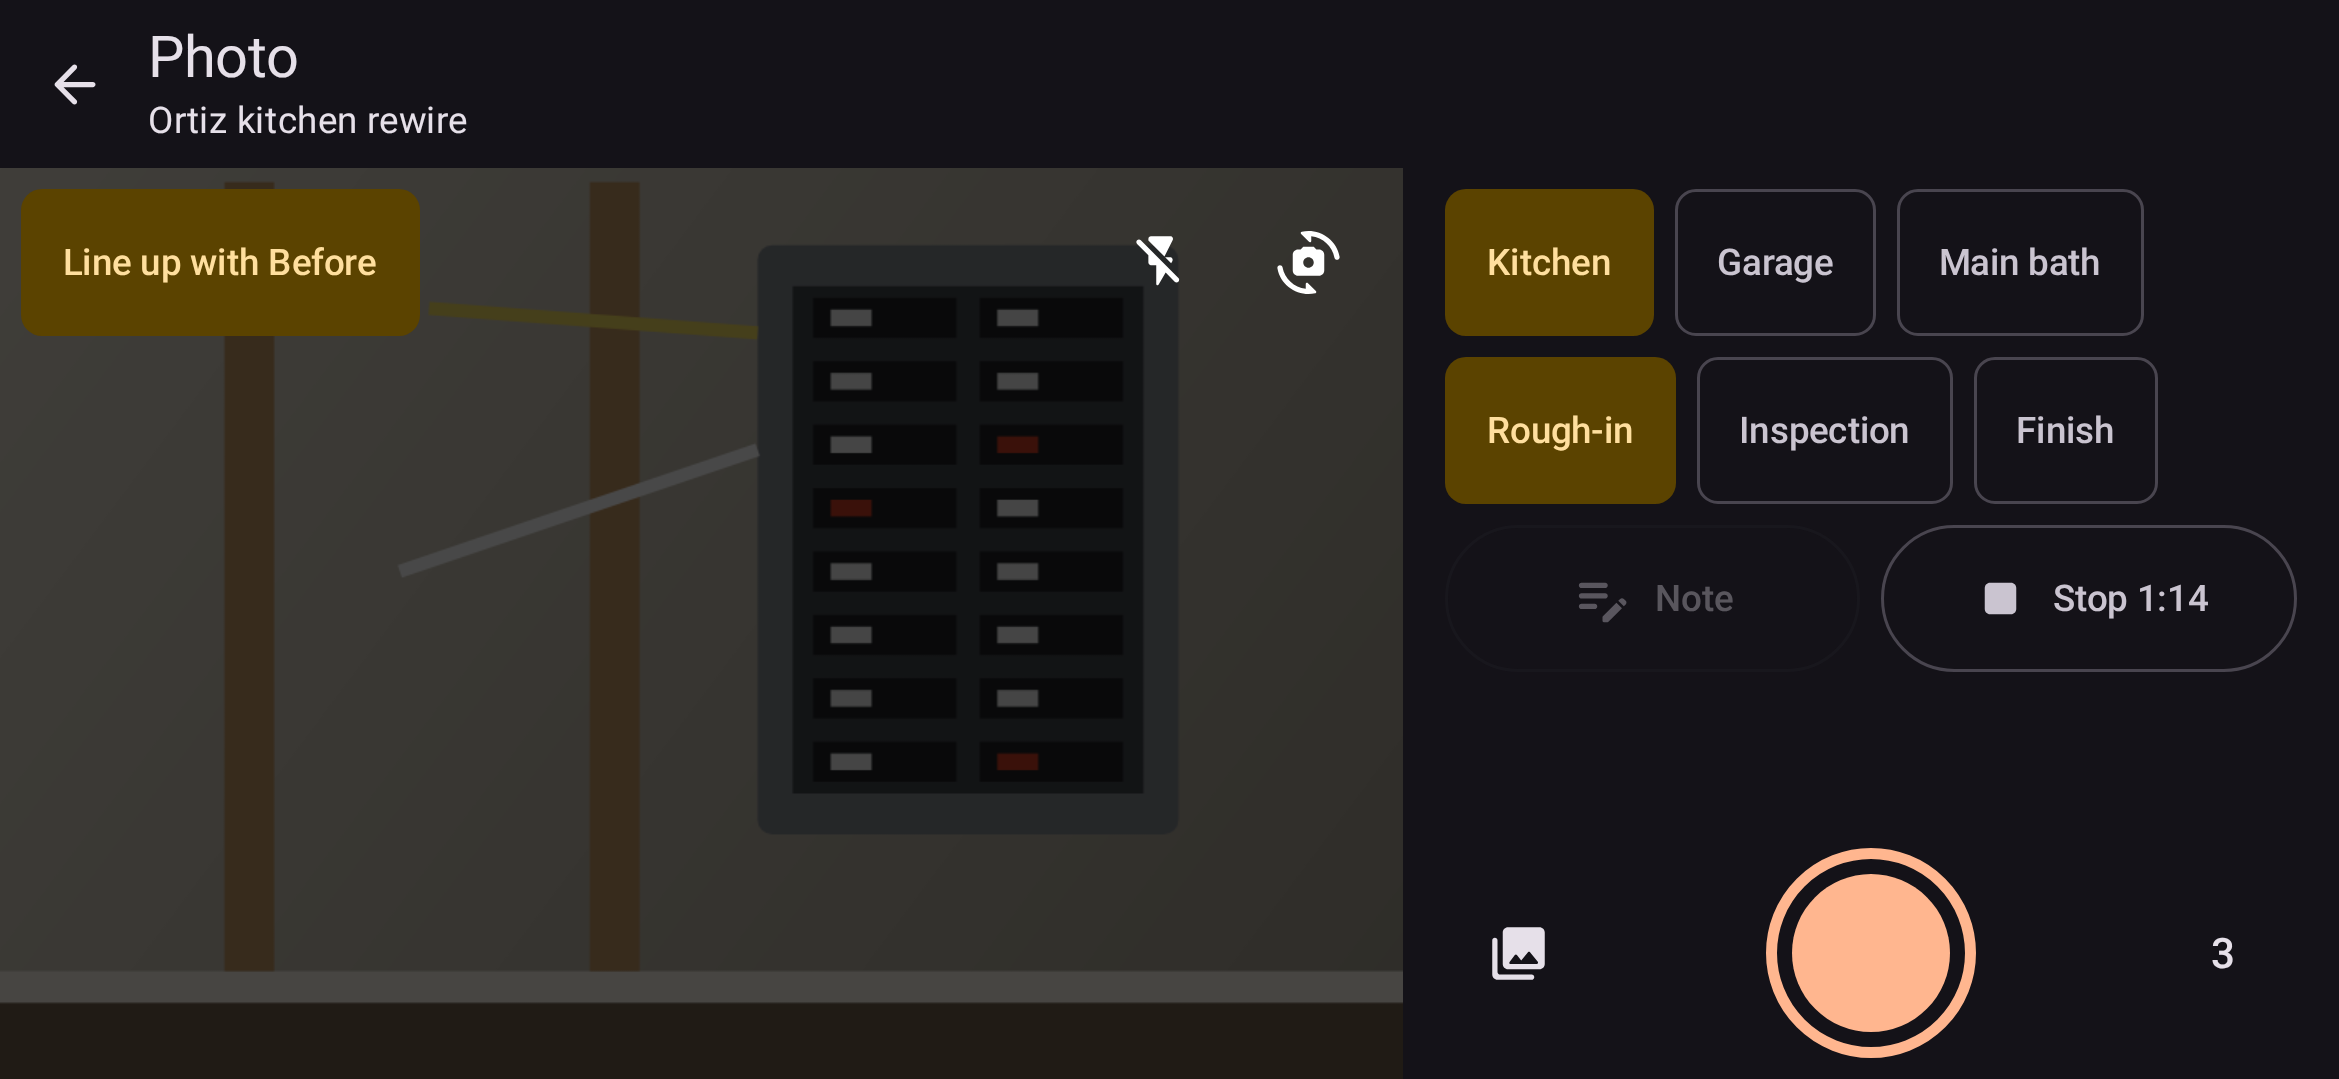 Photo
Ortiz kitchen rewire
Line up with Before
Kitchen
Garage
Main bath
Rough-in
Inspection
Finish
Note
Stop 1:14
3